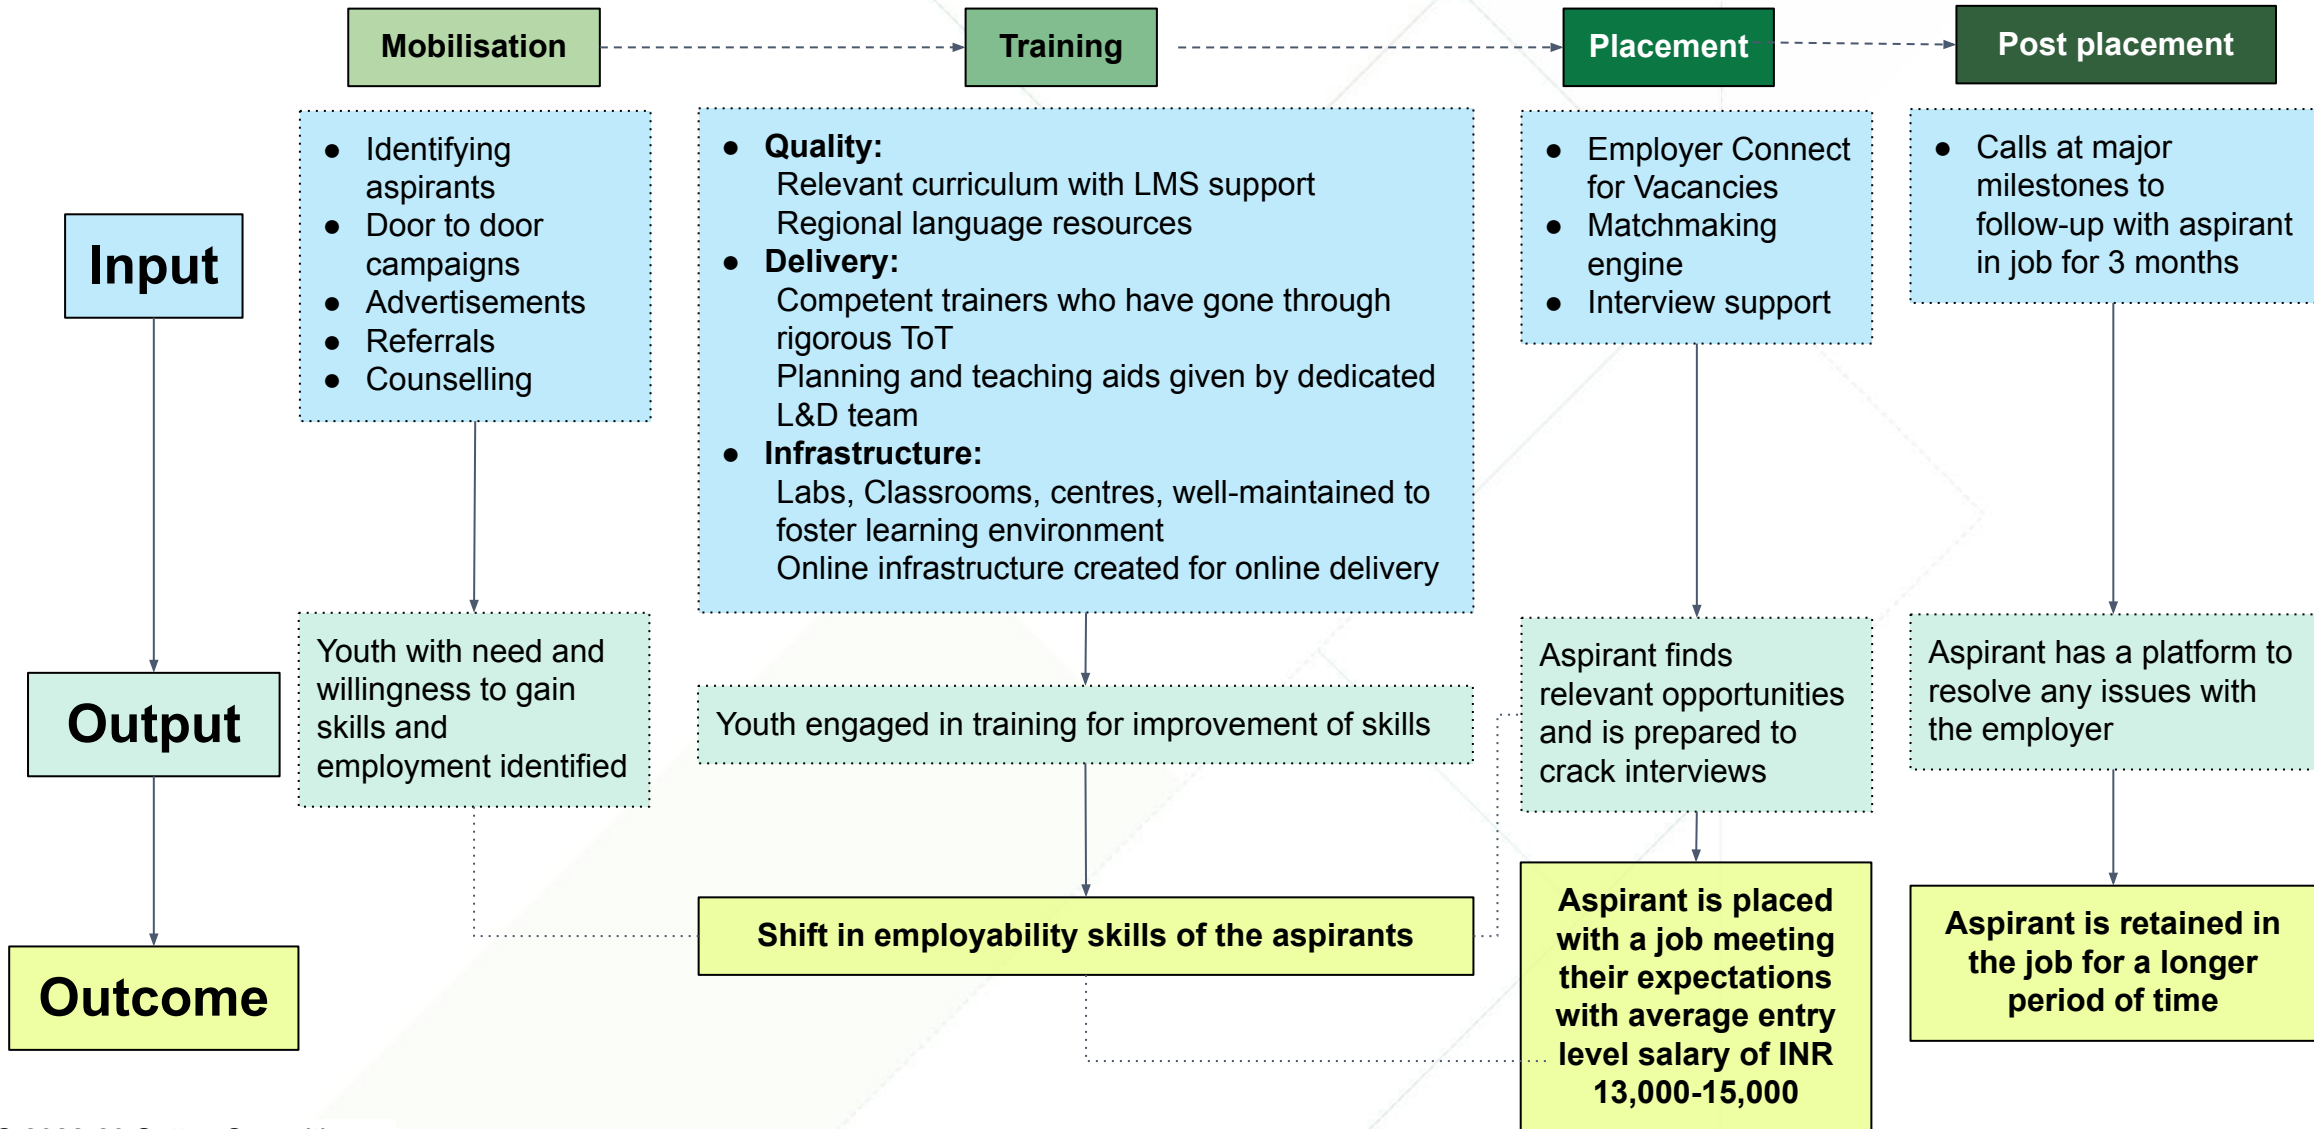 Mobilisation
Training
Placement
Post placement
Input
● Identifying
aspirants
● Door to door
campaigns
● Advertisements
● Referrals
● Counselling
● Quality:
Relevant curriculum with LMS support
Regional language resources
● Delivery:
Competent trainers who have gone through
rigorous ToT
Planning and teaching aids given by dedicated
L&D team
● Infrastructure:
Labs, Classrooms, centres, well-maintained to
foster learning environment
Online infrastructure created for online delivery
● Employer Connect
for Vacancies
● Matchmaking
engine
● Interview support
● Calls at major
milestones to
follow-up with aspirant
in job for 3 months
Output
Youth with need and
willingness to gain
skills and
employment identified
Youth engaged in training for improvement of skills
Aspirant finds
relevant opportunities
and is prepared to
crack interviews
Aspirant has a platform to
resolve any issues with
the employer
Outcome
Shift in employability skills of the aspirants
Aspirant is placed
with a job meeting
their expectations
with average entry
level salary of INR
13,000-15,000
Aspirant is retained in
the job for a longer
period of time